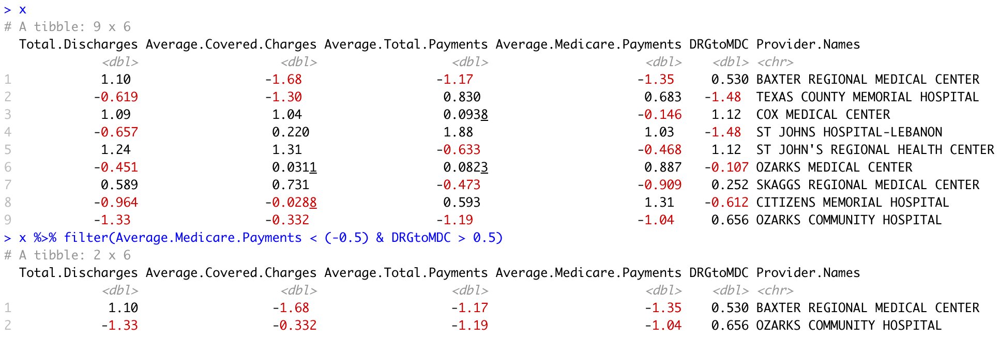 > x
# A tibble: 9 x 6
  Total.Discharges Average.Covered.Charges Average.Total.Payments Average.Medicare.Payments DRGtoMDC Provider.Names
             <dbl>                   <dbl>                  <dbl>                     <dbl>    <dbl> <chr>
1            1.10                  -1.68                  -1.17                      -1.35     0.530 BAXTER REGIONAL MEDICAL CENTER
2           -0.619                 -1.30                   0.830                      0.683   -1.48  TEXAS COUNTY MEMORIAL HOSPITAL
3            1.09                   1.04                   0.0938                    -0.146    1.12  COX MEDICAL CENTER
4           -0.657                  0.220                  1.88                       1.03    -1.48  ST JOHNS HOSPITAL-LEBANON
5            1.24                   1.31                  -0.633                     -0.468    1.12  ST JOHN'S REGIONAL HEALTH CENTER
6           -0.451                  0.0311                 0.0823                     0.887   -0.107 OZARKS MEDICAL CENTER
7            0.589                  0.731                 -0.473                     -0.909    0.252 SKAGGS REGIONAL MEDICAL CENTER
8           -0.964                 -0.0288                 0.593                      1.31    -0.612 CITIZENS MEMORIAL HOSPITAL
9           -1.33                  -0.332                 -1.19                      -1.04     0.656 OZARKS COMMUNITY HOSPITAL
> x %>% filter(Average.Medicare.Payments < (-0.5) & DRGtoMDC > 0.5)
# A tibble: 2 x 6
  Total.Discharges Average.Covered.Charges Average.Total.Payments Average.Medicare.Payments DRGtoMDC Provider.Names
             <dbl>                   <dbl>                  <dbl>                     <dbl>    <dbl> <chr>
1             1.10                  -1.68                   -1.17                     -1.35    0.530 BAXTER REGIONAL MEDICAL CENTER
2            -1.33                  -0.332                  -1.19                     -1.04    0.656 OZARKS COMMUNITY HOSPITAL